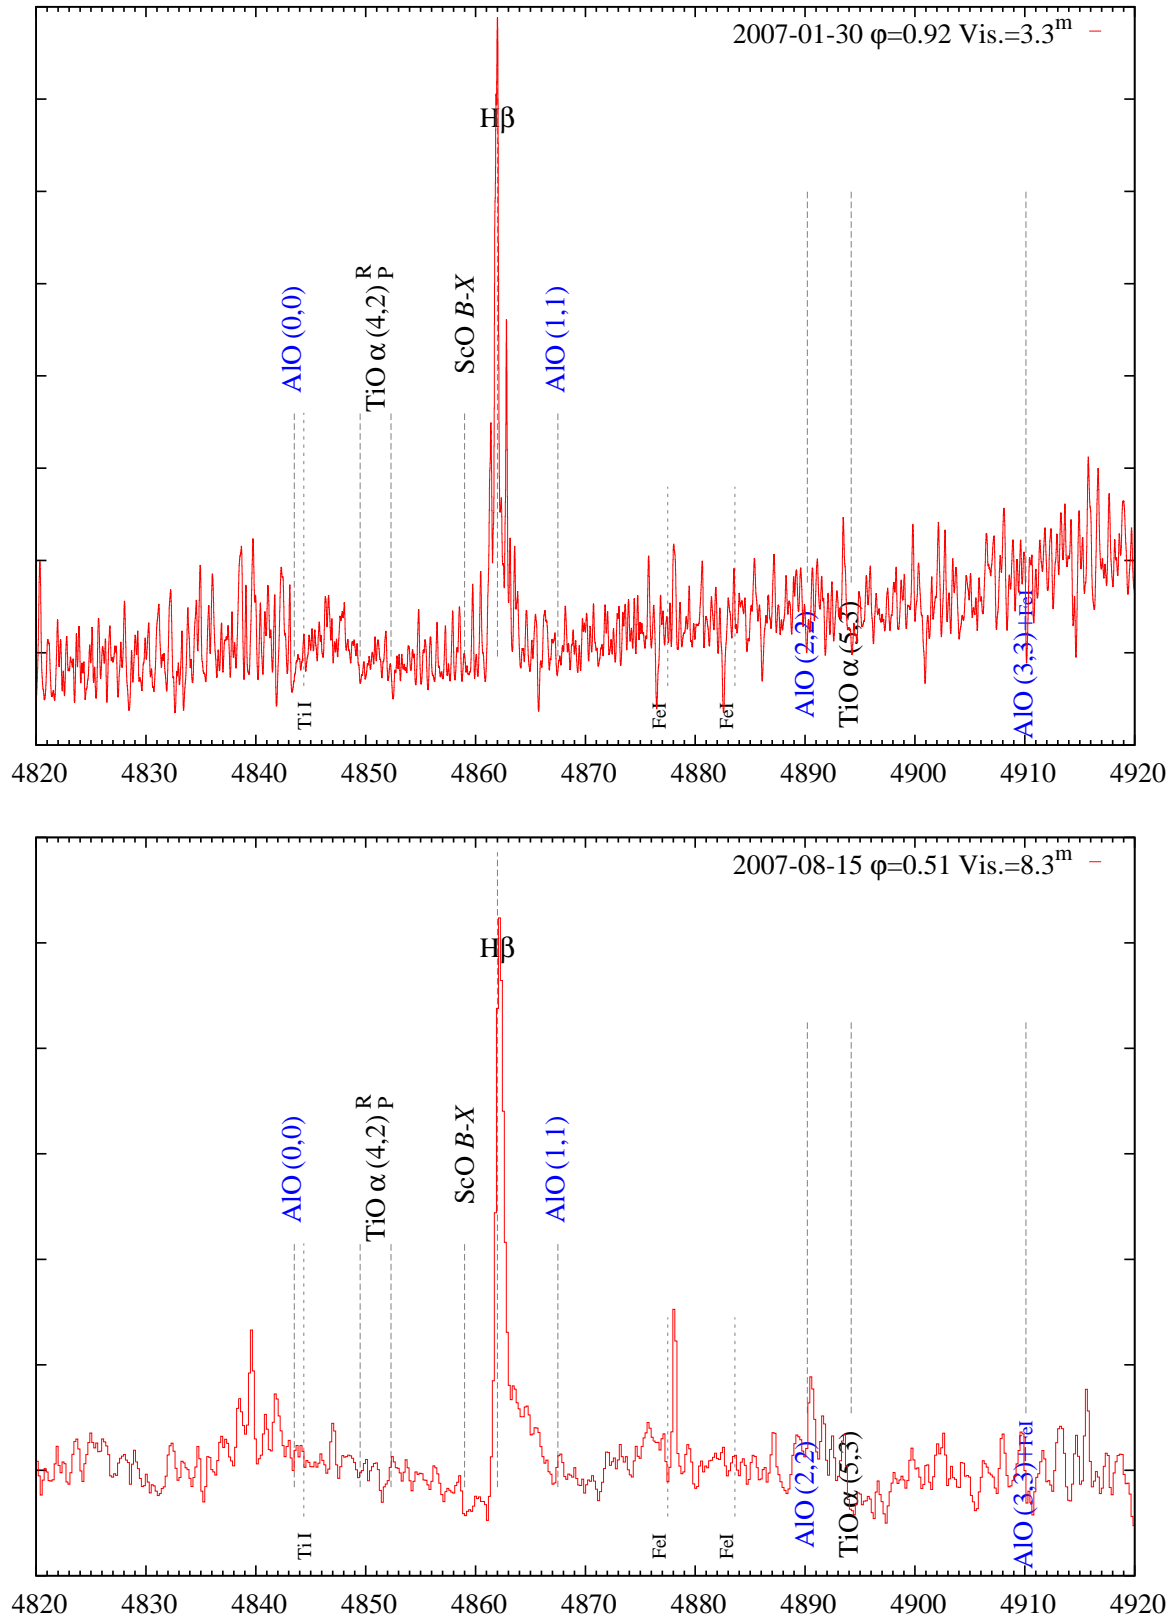 2007-01-30 φ=0.92 Vis.=3.3m
Hβ
AlO (0,0)
TiO α (4,2) R P
ScO B-X
AlO (1,1)
Ti I
FeI
FeI
AlO (2,2)
TiO α (5,3)
AlO (3,3)+FeI
4820 4830 4840 4850 4860 4870 4880 4890 4900 4910 4920
2007-08-15 φ=0.51 Vis.=8.3m
Hβ
AlO (0,0)
TiO α (4,2) R P
ScO B-X
AlO (1,1)
Ti I
FeI
FeI
AlO (2,2)
TiO α (5,3)
AlO (3,3)+FeI
4820 4830 4840 4850 4860 4870 4880 4890 4900 4910 4920